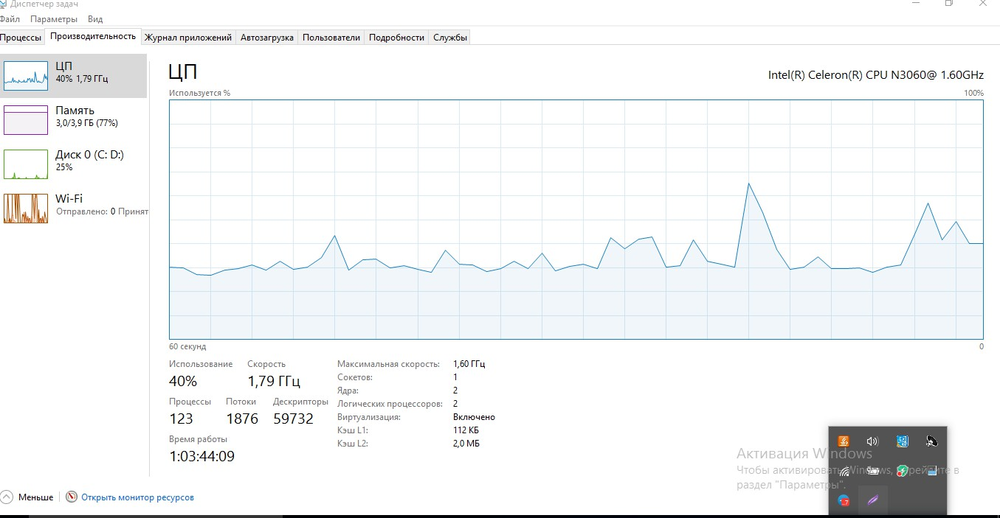 Диспетчер задач
Файл Параметры Вид
Процессы Производительность Журнал приложений Автозагрузка Пользователи Подробности Службы
ЦП
40% 1,79 ГГц
Память
3,0/3,9 ГБ (77%)
Диск 0 (C: D:)
25%
Wi-Fi
Отправлено: 0 Принят
ЦП
Intel(R) Celeron(R) CPU N3060@ 1.60GHz
Используется %
100%
60 секунд
0
Использование
40%
Скорость
1,79 ГГц
Процессы
123
Потоки
1876
Дескрипторы
59732
Время работы
1:03:44:09
Максимальная скорость: 1,60 ГГц
Сокетов: 1
Ядра: 2
Логических процессоров: 2
Виртуализация: Включено
Кэш L1: 112 КБ
Кэш L2: 2,0 МБ
Активация Windows
Чтобы активировать Windows, перейдите в
раздел "Параметры".
Меньше
Открыть монитор ресурсов